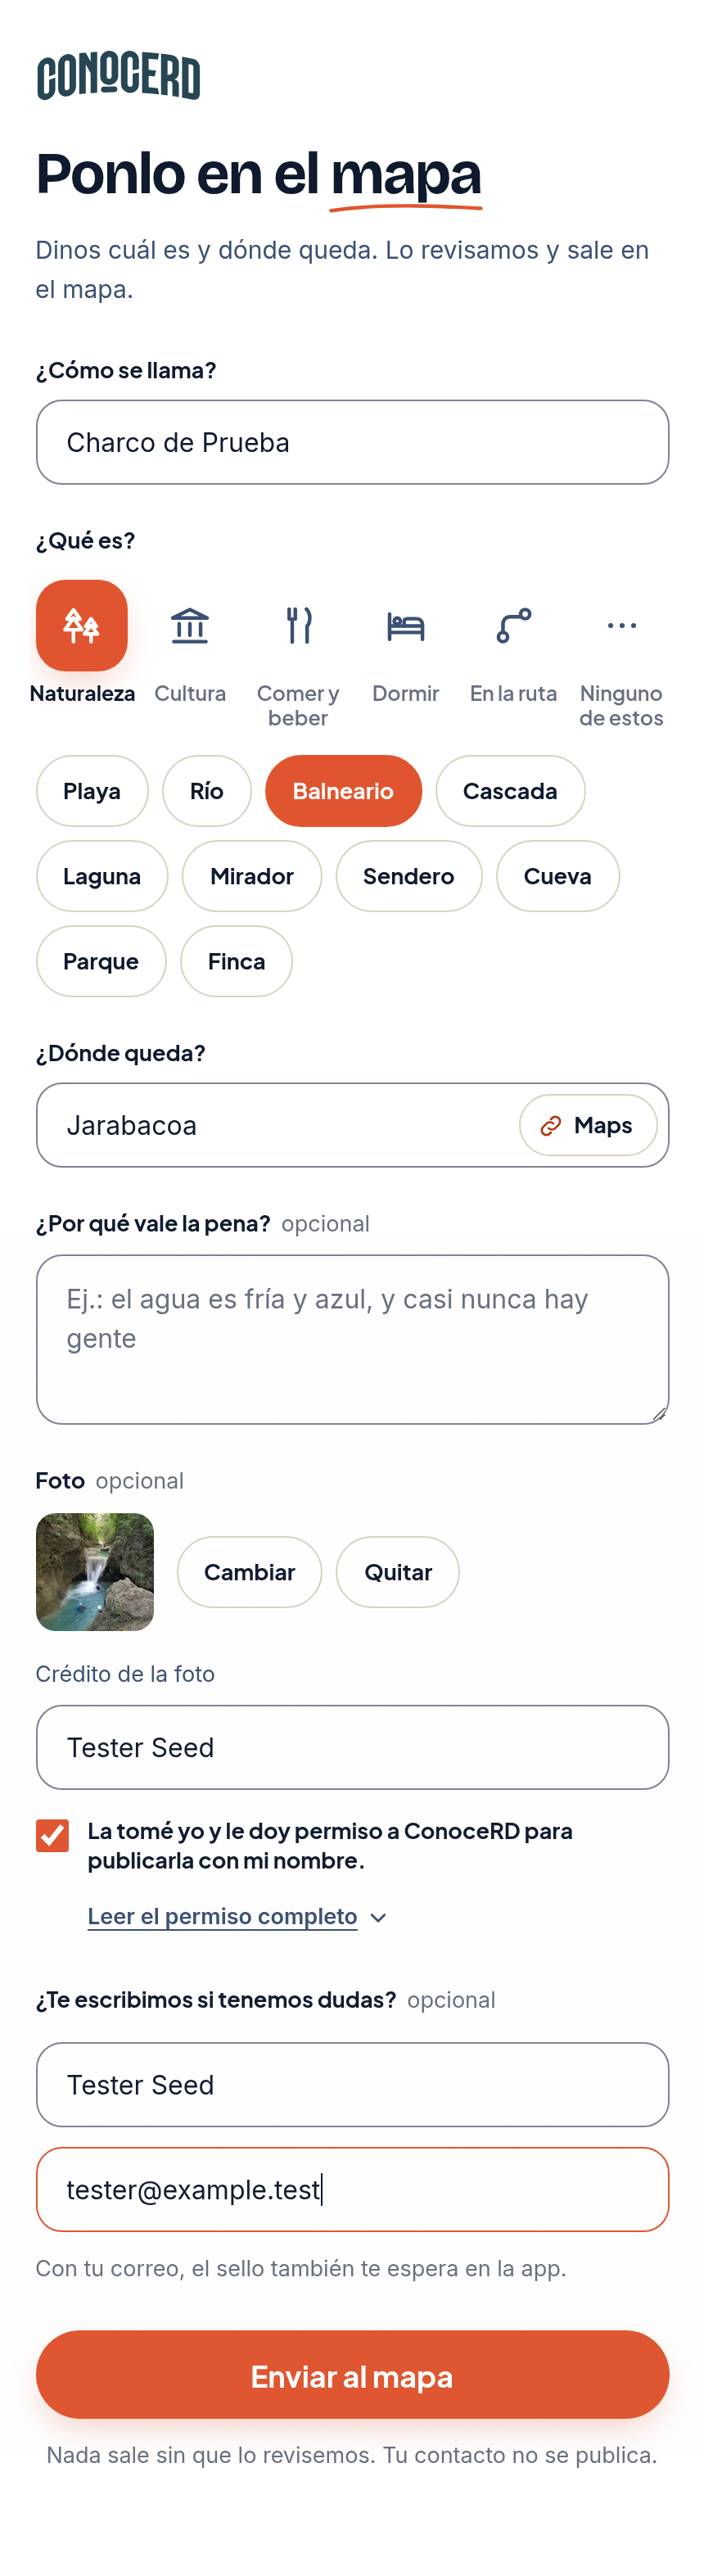 CONOCERD
Ponlo en el mapa
Dinos cuál es y dónde queda. Lo revisamos y sale en
el mapa.
¿Cómo se llama?
Charco de Prueba
¿Qué es?
Naturaleza Cultura Comer y beber Dormir En la ruta Ninguno de estos
Playa Río Balneario Cascada
Laguna Mirador Sendero Cueva
Parque Finca
¿Dónde queda?
Jarabacoa Maps
¿Por qué vale la pena? opcional
Ej.: el agua es fría y azul, y casi nunca hay
gente
Foto opcional
Cambiar Quitar
Crédito de la foto
Tester Seed
La tomé yo y le doy permiso a ConoceRD para
publicarla con mi nombre.
Leer el permiso completo
¿Te escribimos si tenemos dudas? opcional
Tester Seed
tester@example.test
Con tu correo, el sello también te espera en la app.
Enviar al mapa
Nada sale sin que lo revisemos. Tu contacto no se publica.